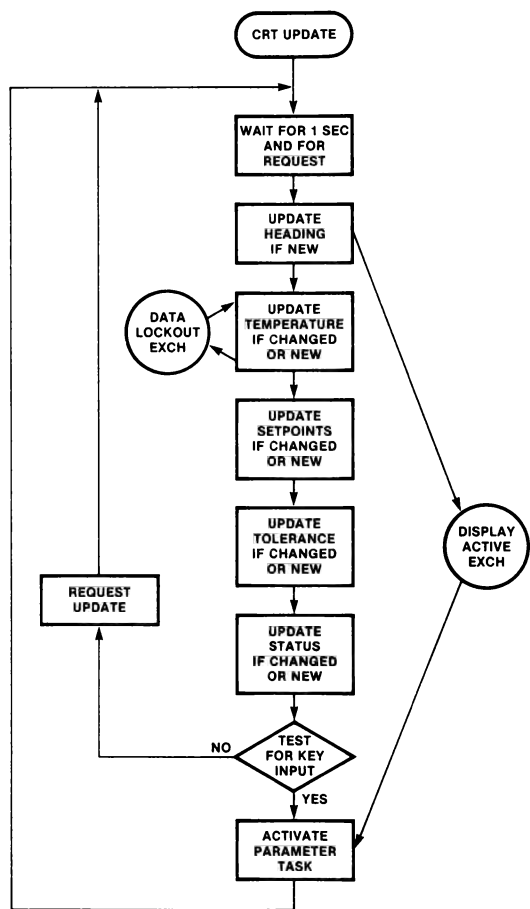 CRT UPDATE
WAIT FOR 1 SEC
AND FOR
REQUEST
UPDATE
HEADING
IF NEW
DATA
LOCKOUT
EXCH
UPDATE
TEMPERATURE
IF CHANGED
OR NEW
UPDATE
SETPOINTS
IF CHANGED
OR NEW
UPDATE
TOLERANCE
IF CHANGED
OR NEW
DISPLAY
ACTIVE
EXCH
REQUEST
UPDATE
UPDATE
STATUS
IF CHANGED
OR NEW
NO
TEST
FOR KEY
INPUT
YES
ACTIVATE
PARAMETER
TASK